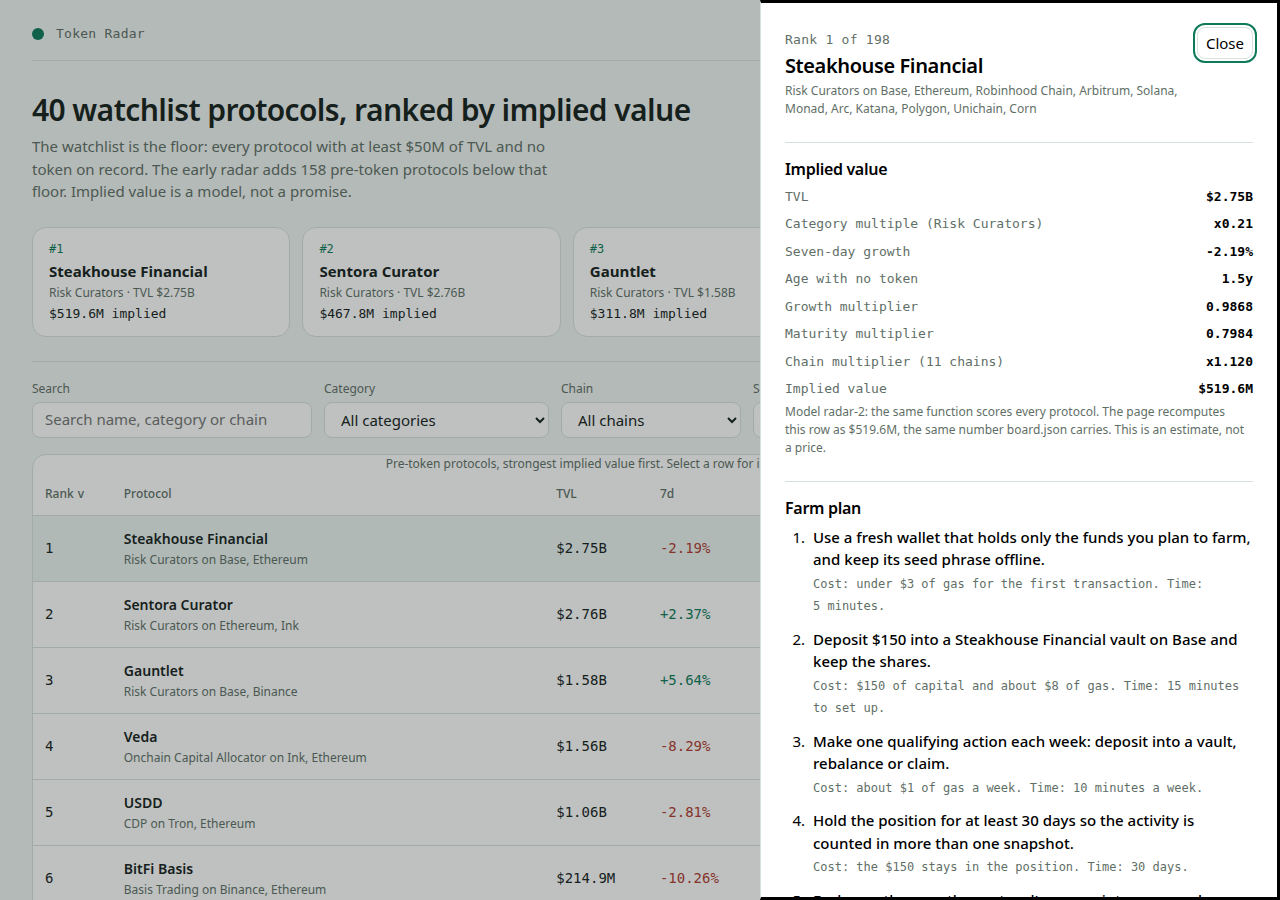 Token Radar
40 watchlist protocols, ranked by implied value
The watchlist is the floor: every protocol with at least $50M of TVL and no
token on record. The early radar adds 158 pre-token protocols below that
floor. Implied value is a model, not a promise.
#1
Steakhouse Financial
Risk Curators · TVL $2.75B
$519.6M implied
#2
Sentora Curator
Risk Curators · TVL $2.76B
$467.8M implied
#3
Gauntlet
Risk Curators · TVL $1.58B
$311.8M implied
Search
Category
Chain
Search name, category or chain
All categories
All chains
Pre-token protocols, strongest implied value first. Select a row for i
Rank v Protocol TVL 7d
1 Steakhouse Financial $2.75B -2.19%
Risk Curators on Base, Ethereum
2 Sentora Curator $2.76B +2.37%
Risk Curators on Ethereum, Ink
3 Gauntlet $1.58B +5.64%
Risk Curators on Base, Binance
4 Veda $1.56B -8.29%
Onchain Capital Allocator on Ink, Ethereum
5 USDD $1.06B -2.81%
CDP on Tron, Ethereum
6 BitFi Basis $214.9M -10.26%
Basis Trading on Binance, Ethereum
Rank 1 of 198
Close
Steakhouse Financial
Risk Curators on Base, Ethereum, Robinhood Chain, Arbitrum, Solana,
Monad, Arc, Katana, Polygon, Unichain, Corn
Implied value
TVL $2.75B
Category multiple (Risk Curators) x0.21
Seven-day growth -2.19%
Age with no token 1.5y
Growth multiplier 0.9868
Maturity multiplier 0.7984
Chain multiplier (11 chains) x1.120
Implied value $519.6M
Model radar-2: the same function scores every protocol. The page recomputes
this row as $519.6M, the same number board.json carries. This is an estimate, not
a price.
Farm plan
1. Use a fresh wallet that holds only the funds you plan to farm,
and keep its seed phrase offline.
Cost: under $3 of gas for the first transaction. Time:
5 minutes.
2. Deposit $150 into a Steakhouse Financial vault on Base and
keep the shares.
Cost: $150 of capital and about $8 of gas. Time: 15 minutes
to set up.
3. Make one qualifying action each week: deposit into a vault,
rebalance or claim.
Cost: about $1 of gas a week. Time: 10 minutes a week.
4. Hold the position for at least 30 days so the activity is
counted in more than one snapshot.
Cost: the $150 stays in the position. Time: 30 days.